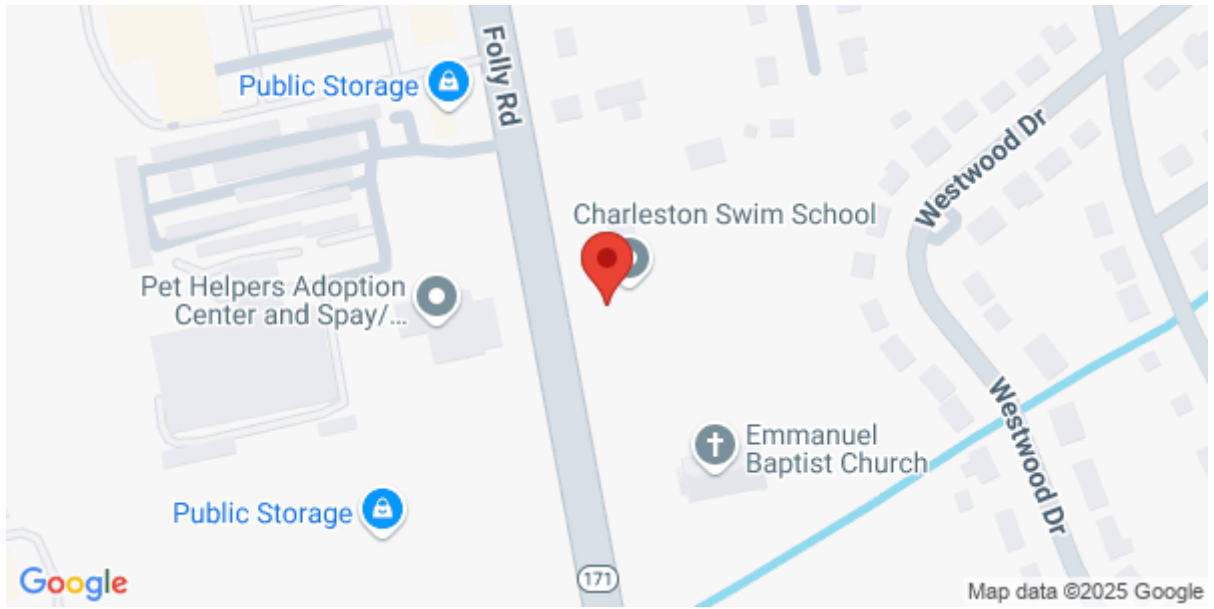 Folly Rd
Public Storage
Westwood Dr
Charleston Swim School
Pet Helpers Adoption
Center and Spay/...
Emmanuel
Baptist Church
Westwood Dr
Public Storage
171
Google
Map data ©2025 Google